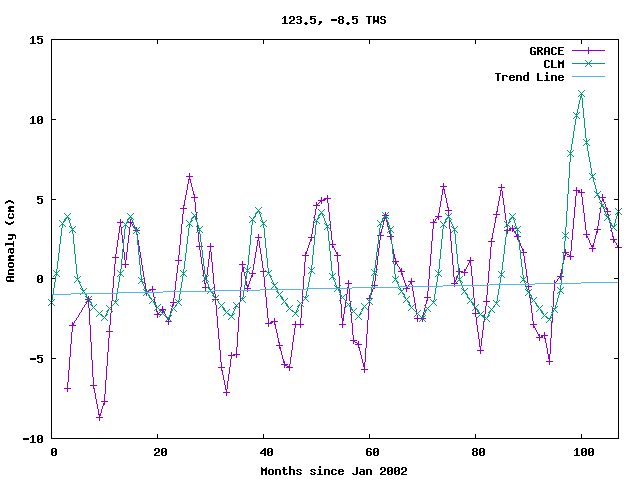 123.5, -8.5 TWS
GRACE
CLM
Trend Line
15
10
5
0
-5
-10
Anomaly (cm)
0 20 40 60 80 100
Months since Jan 2002